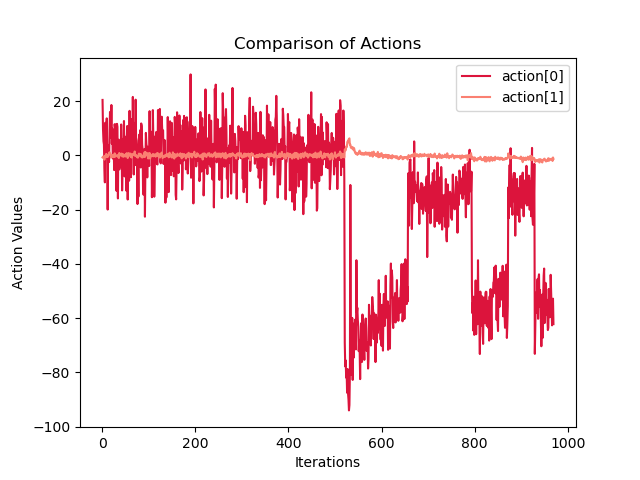 Comparison of Actions
action[0]
action[1]
20
0
−20
−40
−60
−80
−100
Action Values
0 200 400 600 800 1000
Iterations